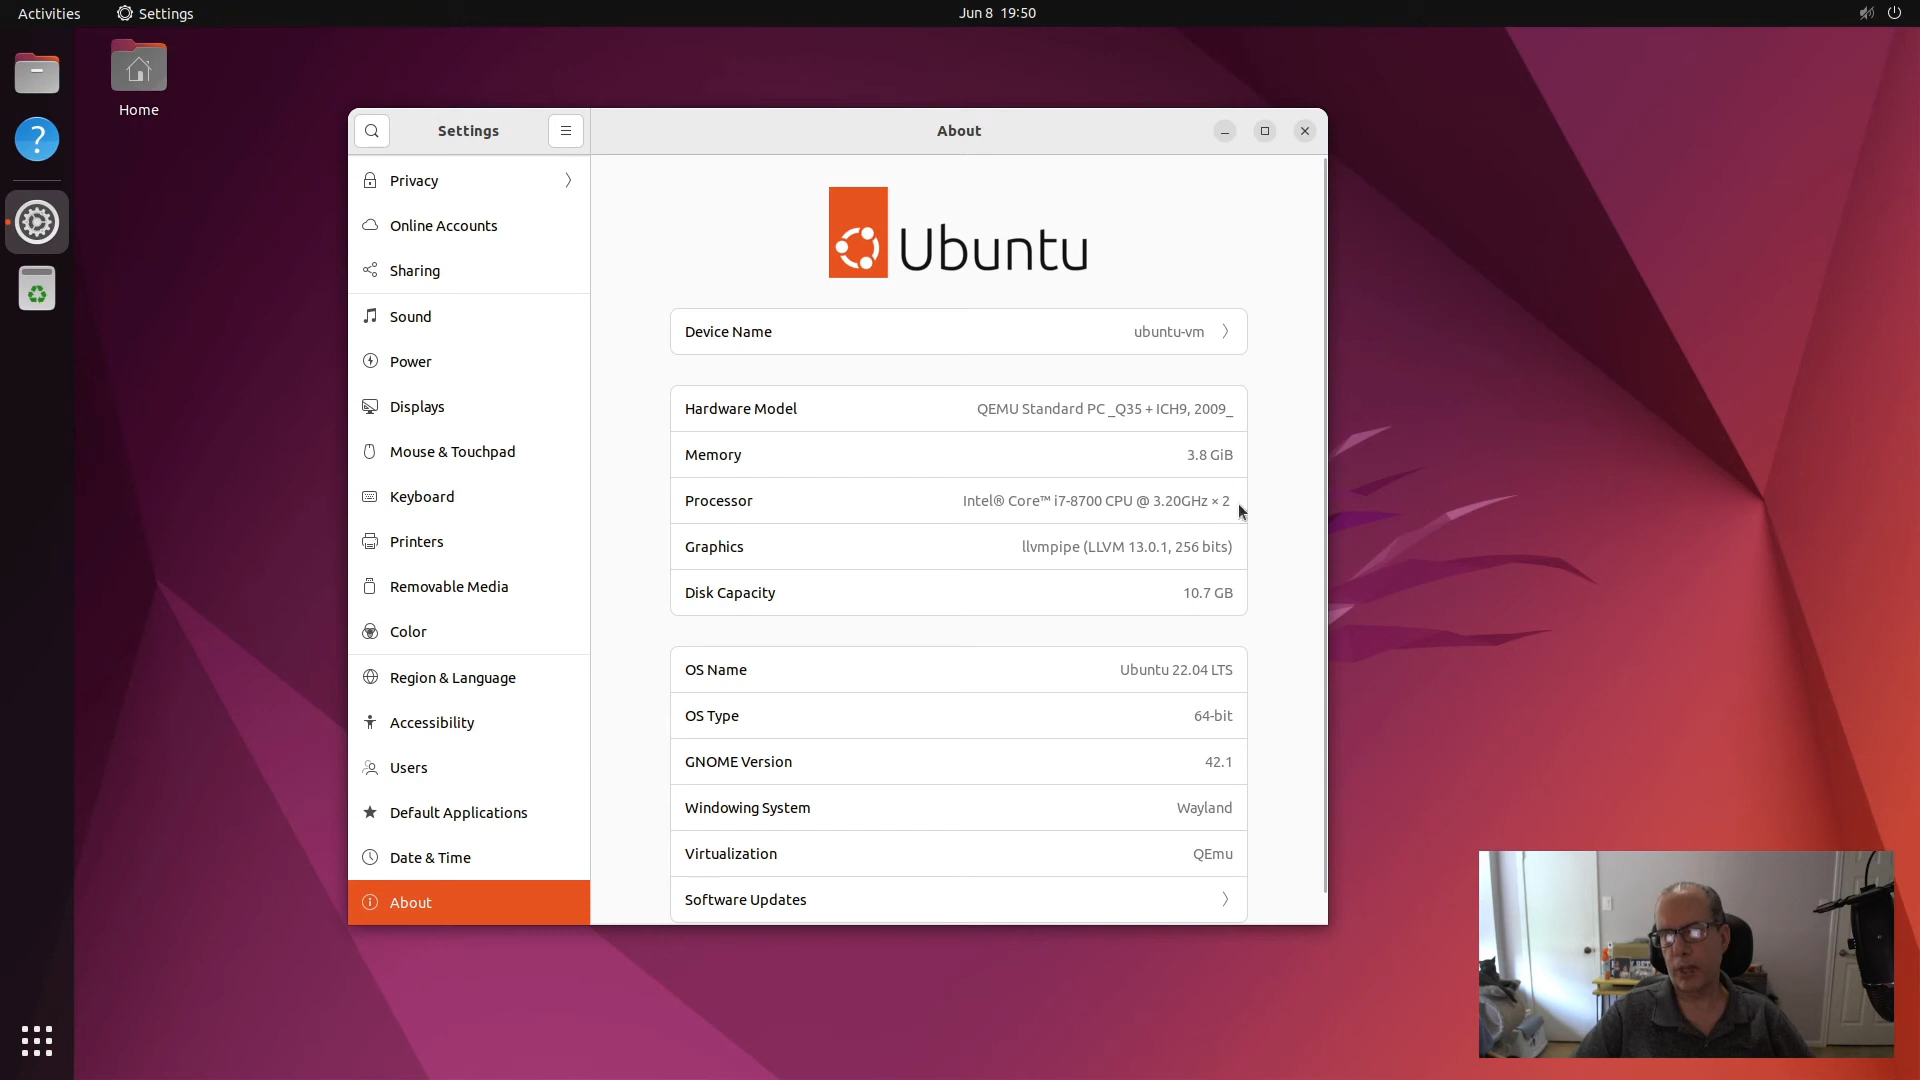 Activities
Settings
Jun 8 19:50
Home
Settings
About
Privacy
Online Accounts
Sharing
Sound
Power
Displays
Mouse & Touchpad
Keyboard
Printers
Removable Media
Color
Region & Language
Accessibility
Users
Default Applications
Date & Time
About
Ubuntu
Device Name ubuntu-vm
Hardware Model QEMU Standard PC _Q35 + ICH9, 2009_
Memory 3.8 GiB
Processor Intel® Core™ i7-8700 CPU @ 3.20GHz × 2
Graphics llvmpipe (LLVM 13.0.1, 256 bits)
Disk Capacity 10.7 GB
OS Name Ubuntu 22.04 LTS
OS Type 64-bit
GNOME Version 42.1
Windowing System Wayland
Virtualization QEmu
Software Updates